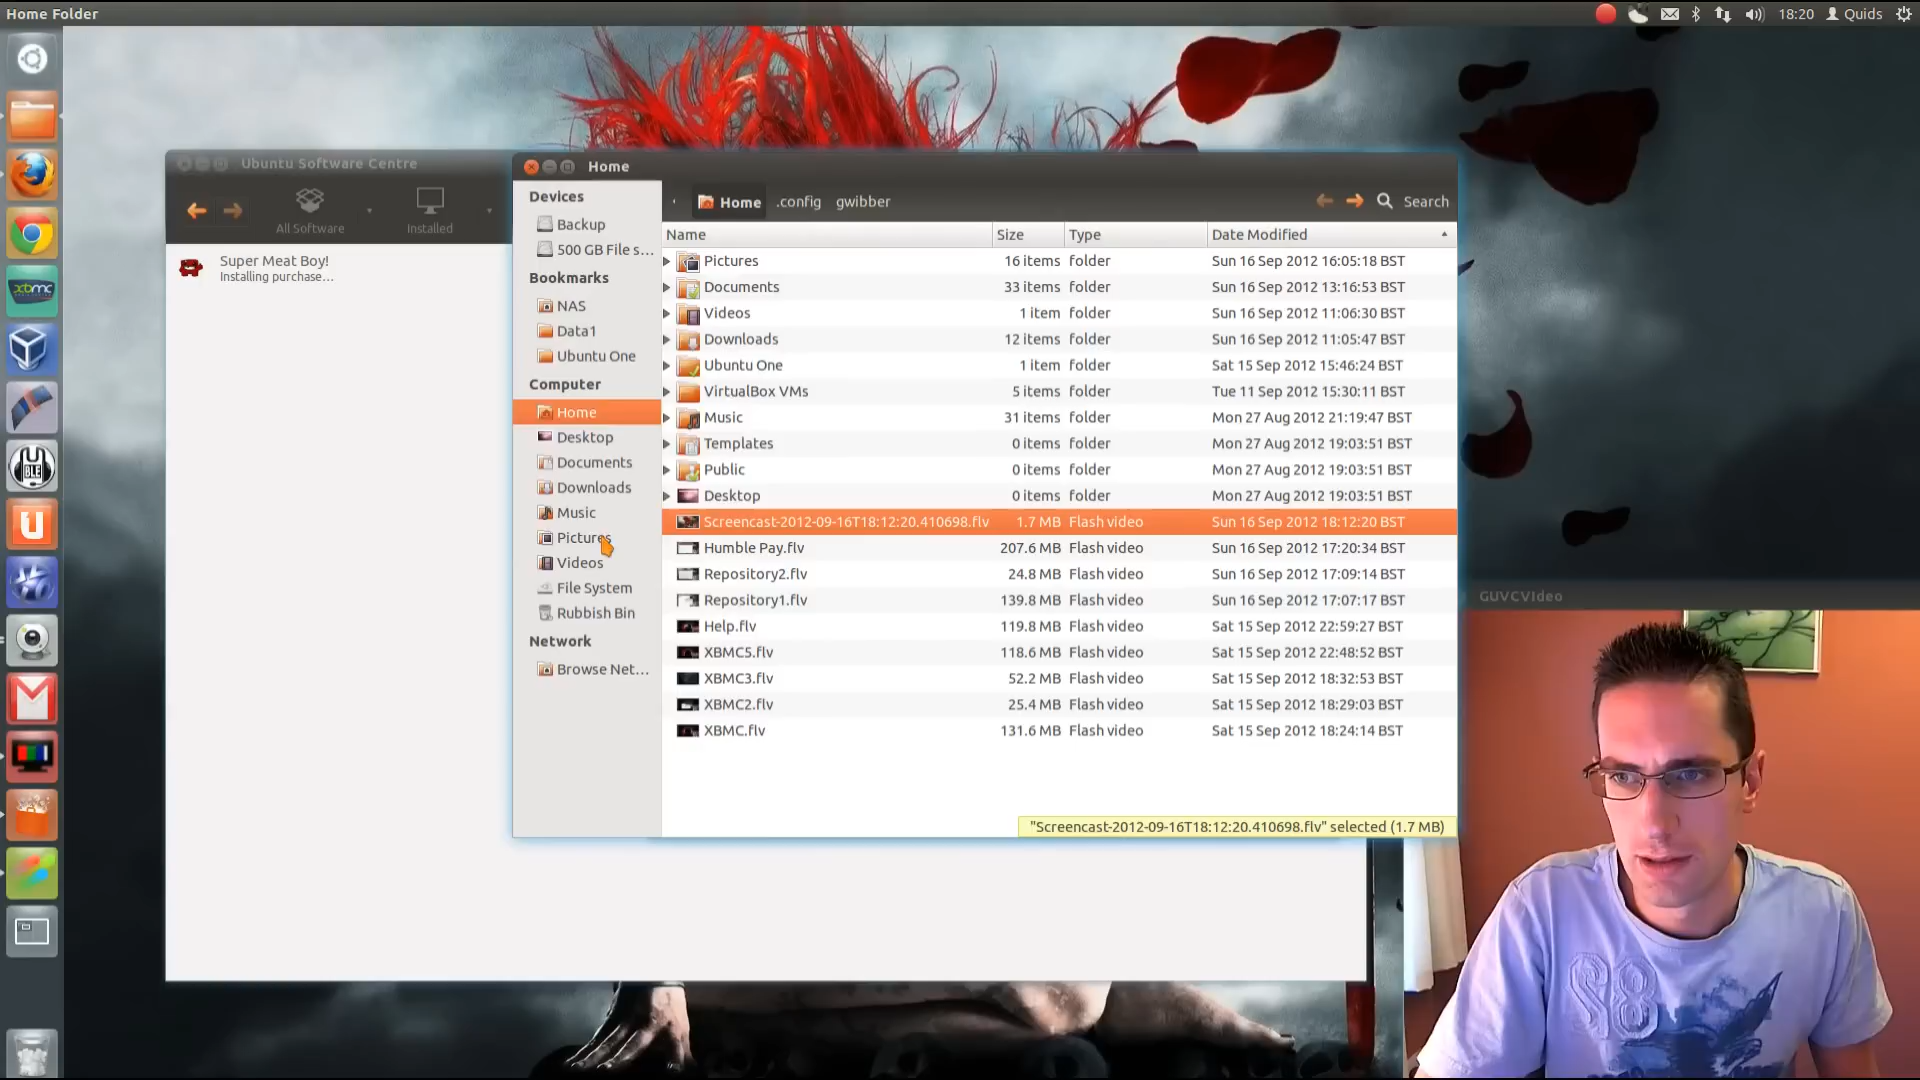 Home Folder
18:20 Quids
Ubuntu Software Centre
All Software Installed
Super Meat Boy!
Installing purchase...
Home
Devices
Backup
500 GB File s...
Bookmarks
NAS
Data1
Ubuntu One
Computer
Home
Desktop
Documents
Downloads
Music
Pictures
Videos
File System
Rubbish Bin
Network
Browse Net...
Home .config gwibber Search
Name Size Type Date Modified
Pictures 16 items folder Sun 16 Sep 2012 16:05:18 BST
Documents 33 items folder Sun 16 Sep 2012 13:16:53 BST
Videos 1 item folder Sun 16 Sep 2012 11:06:30 BST
Downloads 12 items folder Sun 16 Sep 2012 11:05:47 BST
Ubuntu One 1 item folder Sat 15 Sep 2012 15:46:24 BST
VirtualBox VMs 5 items folder Tue 11 Sep 2012 15:30:11 BST
Music 31 items folder Mon 27 Aug 2012 21:19:47 BST
Templates 0 items folder Mon 27 Aug 2012 19:03:51 BST
Public 0 items folder Mon 27 Aug 2012 19:03:51 BST
Desktop 0 items folder Mon 27 Aug 2012 19:03:51 BST
Screencast-2012-09-16T18:12:20.410698.flv 1.7 MB Flash video Sun 16 Sep 2012 18:12:20 BST
Humble Pay.flv 207.6 MB Flash video Sun 16 Sep 2012 17:20:34 BST
Repository2.flv 24.8 MB Flash video Sun 16 Sep 2012 17:09:14 BST
Repository1.flv 139.8 MB Flash video Sun 16 Sep 2012 17:07:17 BST
Help.flv 119.8 MB Flash video Sat 15 Sep 2012 22:59:27 BST
XBMC5.flv 118.6 MB Flash video Sat 15 Sep 2012 22:48:52 BST
XBMC3.flv 52.2 MB Flash video Sat 15 Sep 2012 18:32:53 BST
XBMC2.flv 25.4 MB Flash video Sat 15 Sep 2012 18:29:03 BST
XBMC.flv 131.6 MB Flash video Sat 15 Sep 2012 18:24:14 BST
"Screencast-2012-09-16T18:12:20.410698.flv" selected (1.7 MB)
GUVCVIdeo
xbmc
U